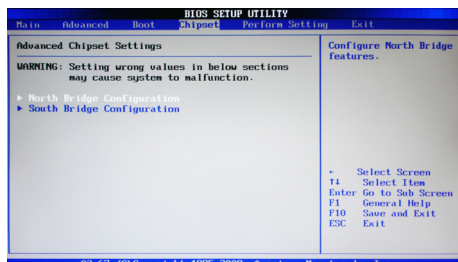 BIOS SETUP UTILITY
Main Advanced Boot Chipset Perform Setting Exit
Advanced Chipset Settings
WARNING: Setting wrong values in below sections
may cause system to malfunction.
▶ North Bridge Configuration
▶ South Bridge Configuration
Configure North Bridge
features.
← Select Screen
↑↓ Select Item
Enter Go to Sub Screen
F1 General Help
F10 Save and Exit
ESC Exit